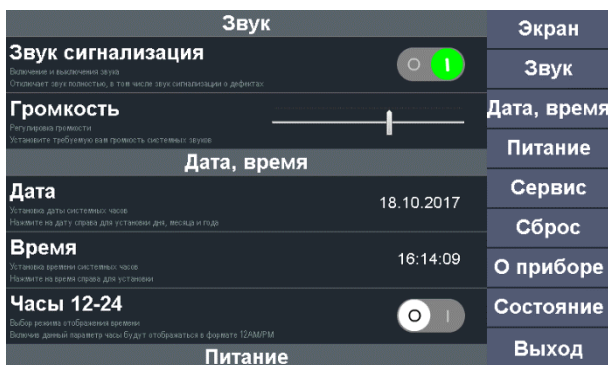 Звук
Звук сигнализация
Включение и выключения звука
Отключает звук полностью, в том числе звук сигнализации о дефектах
Громкость
Регулировка громкости
Установите требуемую вам громкость системных звуков
Дата, время
Дата
18.10.2017
Установка даты системных часов
Нажмите на дату справа для установки дня, месяца и года
Время
16:14:09
Установка времени системных часов
Нажмите на время справа для установки
Часы 12-24
Выбор режима отображения времени
Включив данный параметр часы будут отображаться в формате 12AM/PM
Питание
Экран
Звук
Дата, время
Питание
Сервис
Сброс
О приборе
Состояние
Выход